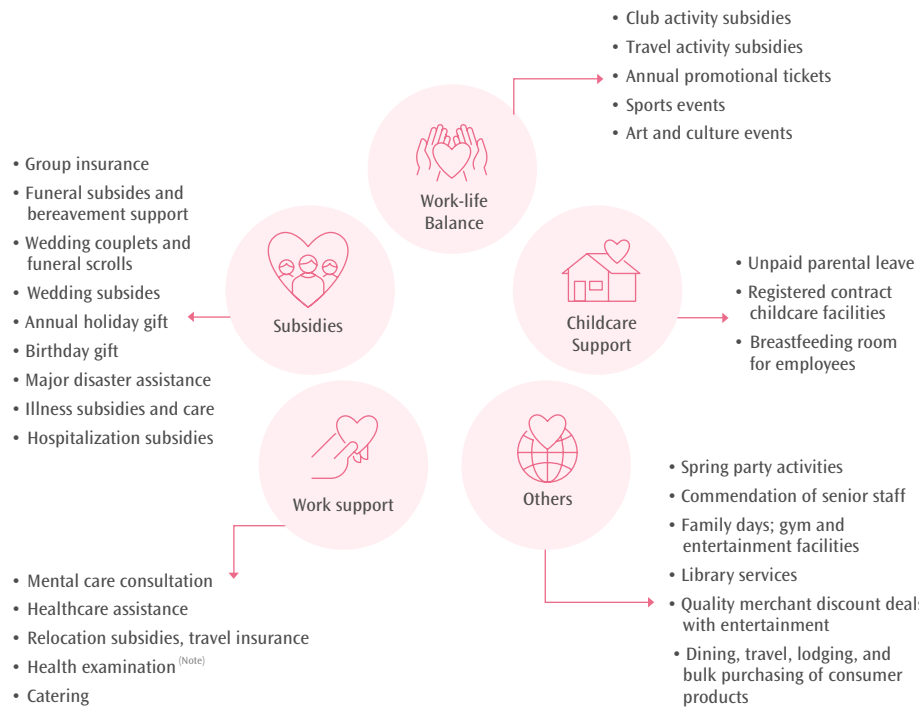 • Club activity subsidies
• Travel activity subsidies
• Annual promotional tickets
• Sports events
• Art and culture events
Work-life
Balance
• Group insurance
• Funeral subsides and
bereavement support
• Wedding couplets and
funeral scrolls
• Wedding subsides
• Annual holiday gift
• Birthday gift
• Major disaster assistance
• Illness subsidies and care
• Hospitalization subsidies
Subsidies
Childcare
Support
• Unpaid parental leave
• Registered contract
childcare facilities
• Breastfeeding room
for employees
Work support
Others
• Mental care consultation
• Healthcare assistance
• Relocation subsidies, travel insurance
• Health examination (Note)
• Catering
• Spring party activities
• Commendation of senior staff
• Family days; gym and
entertainment facilities
• Library services
• Quality merchant discount deals
with entertainment
• Dining, travel, lodging, and
bulk purchasing of consumer
products